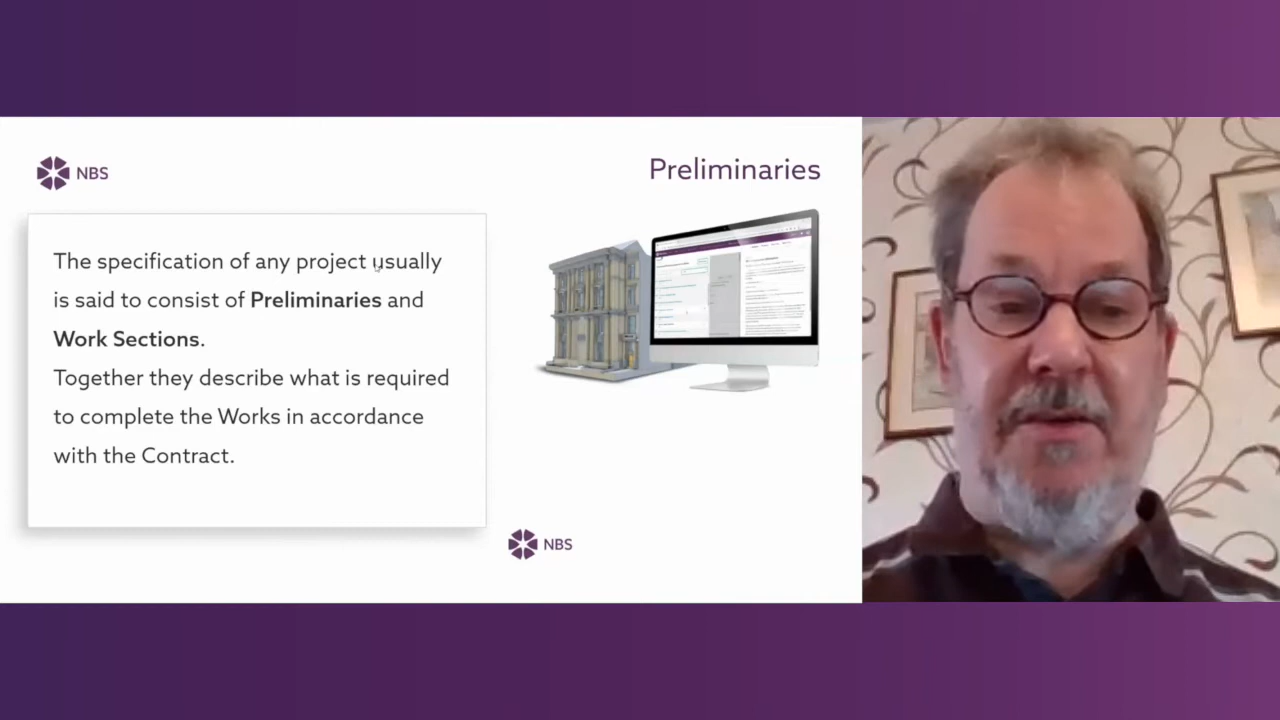 NBS
Preliminaries
The specification of any project usually
is said to consist of Preliminaries and
Work Sections.
Together they describe what is required
to complete the Works in accordance
with the Contract.
NBS